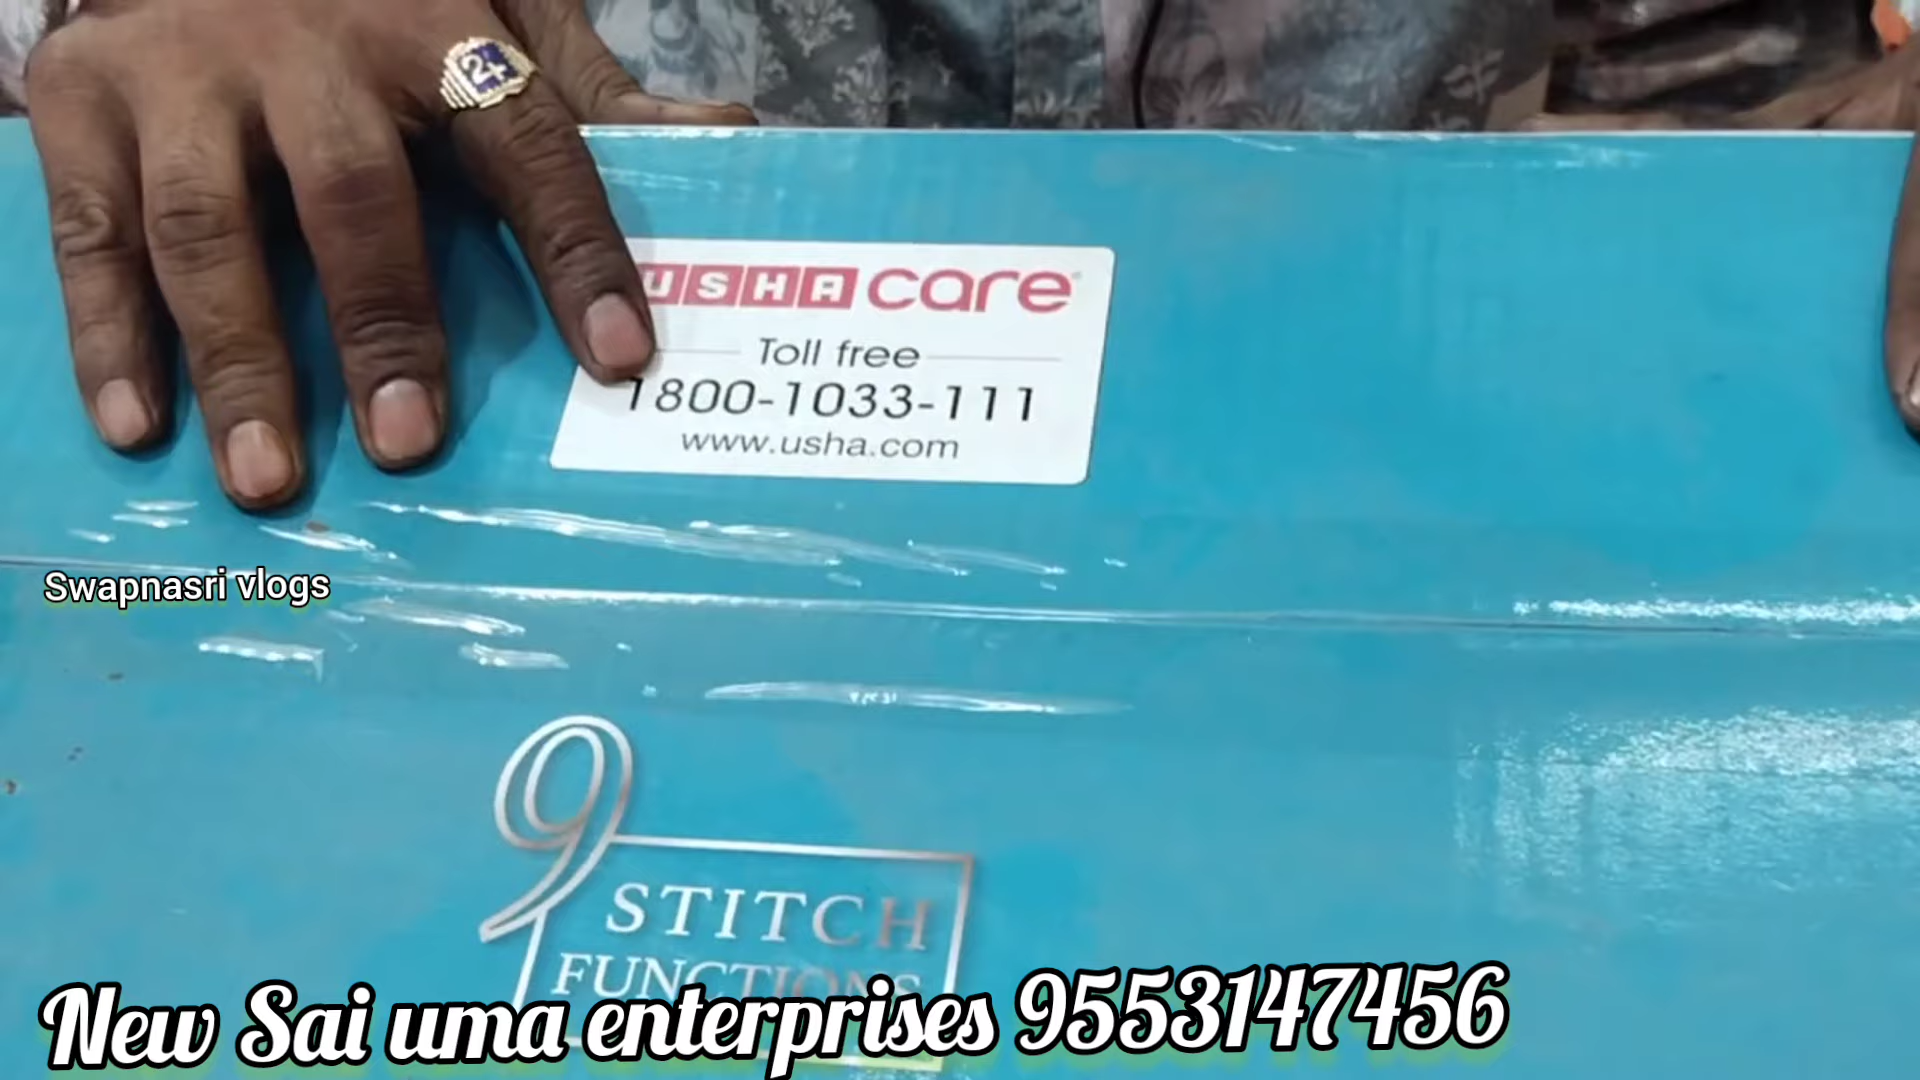 USHA care
Toll free
1800-1033-111
www.usha.com
Swapnasri vlogs
9 STITCH
FUNCTIONS
New Sai uma enterprises 9553147456